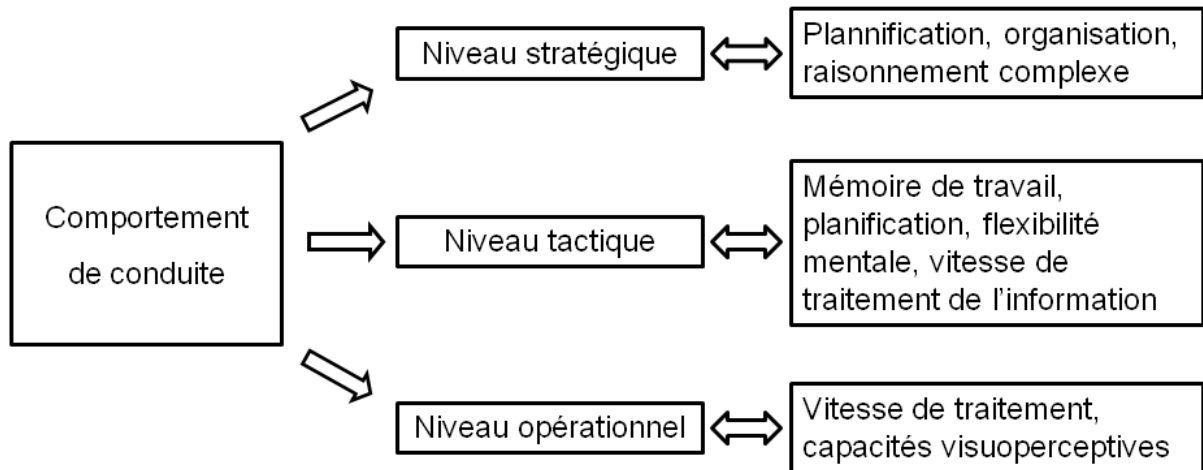 Comportement
de conduite
Niveau stratégique
Plannification, organisation,
raisonnement complexe
Niveau tactique
Mémoire de travail,
planification, flexibilité
mentale, vitesse de
traitement de l'information
Niveau opérationnel
Vitesse de traitement,
capacités visuoperceptives